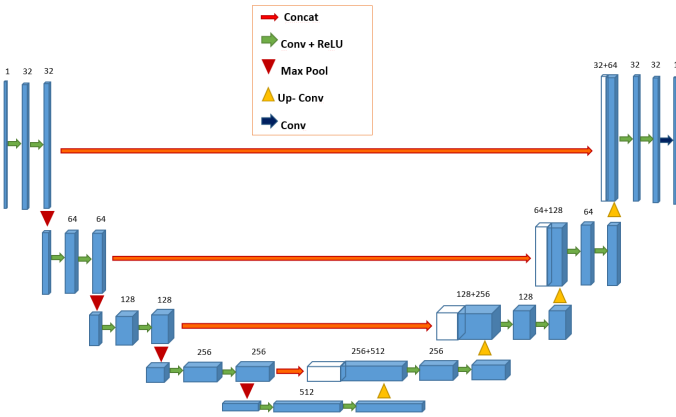 Concat
Conv + ReLU
Max Pool
Up- Conv
Conv
1 32 32
32+64 32 32 1
64 64
64+128 64
128 128
128+256 128
256 256
256+512 256
512